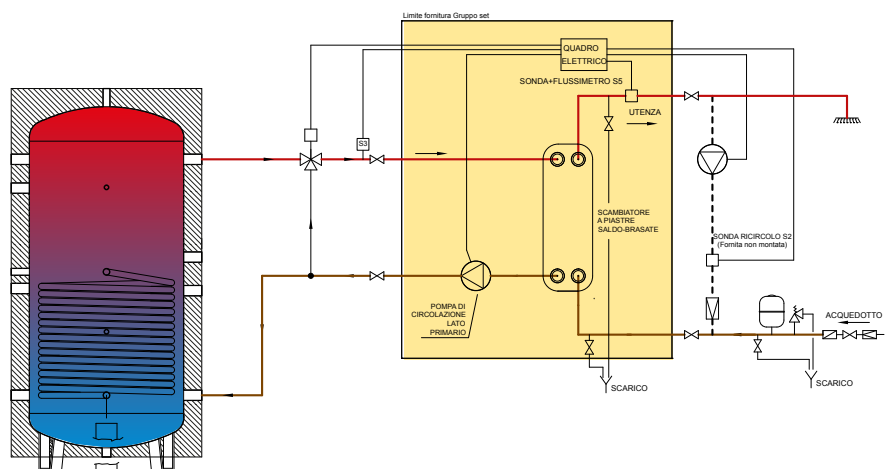 Limite fornitura Gruppo set
QUADRO
ELETTRICO
SONDA+FLUSSIMETRO S5
UTENZA
S3
SCAMBIATORE
A PIASTRE
SALDO-BRASATE
SONDA RICIRCOLO S2
(Fornita non montata)
POMPA DI
CIRCOLAZIONE
LATO
PRIMARIO
ACQUEDOTTO
SCARICO
SCARICO